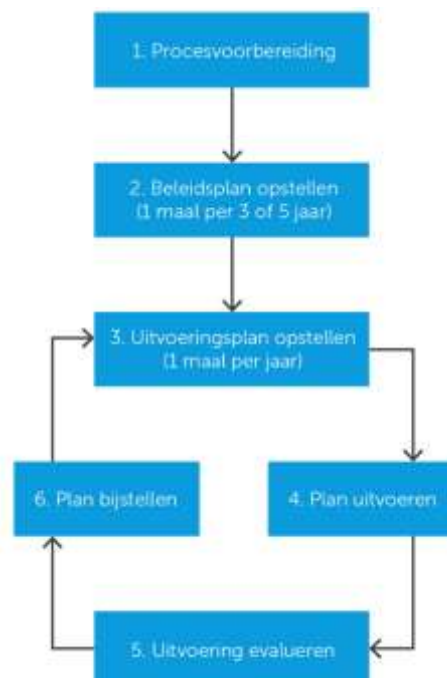 1. Procesvoorbereiding
2. Beleidsplan opstellen
(1 maal per 3 of 5 jaar)
3. Uitvoeringsplan opstellen
(1 maal per jaar)
6. Plan bijstellen
4. Plan uitvoeren
5. Uitvoering evalueren